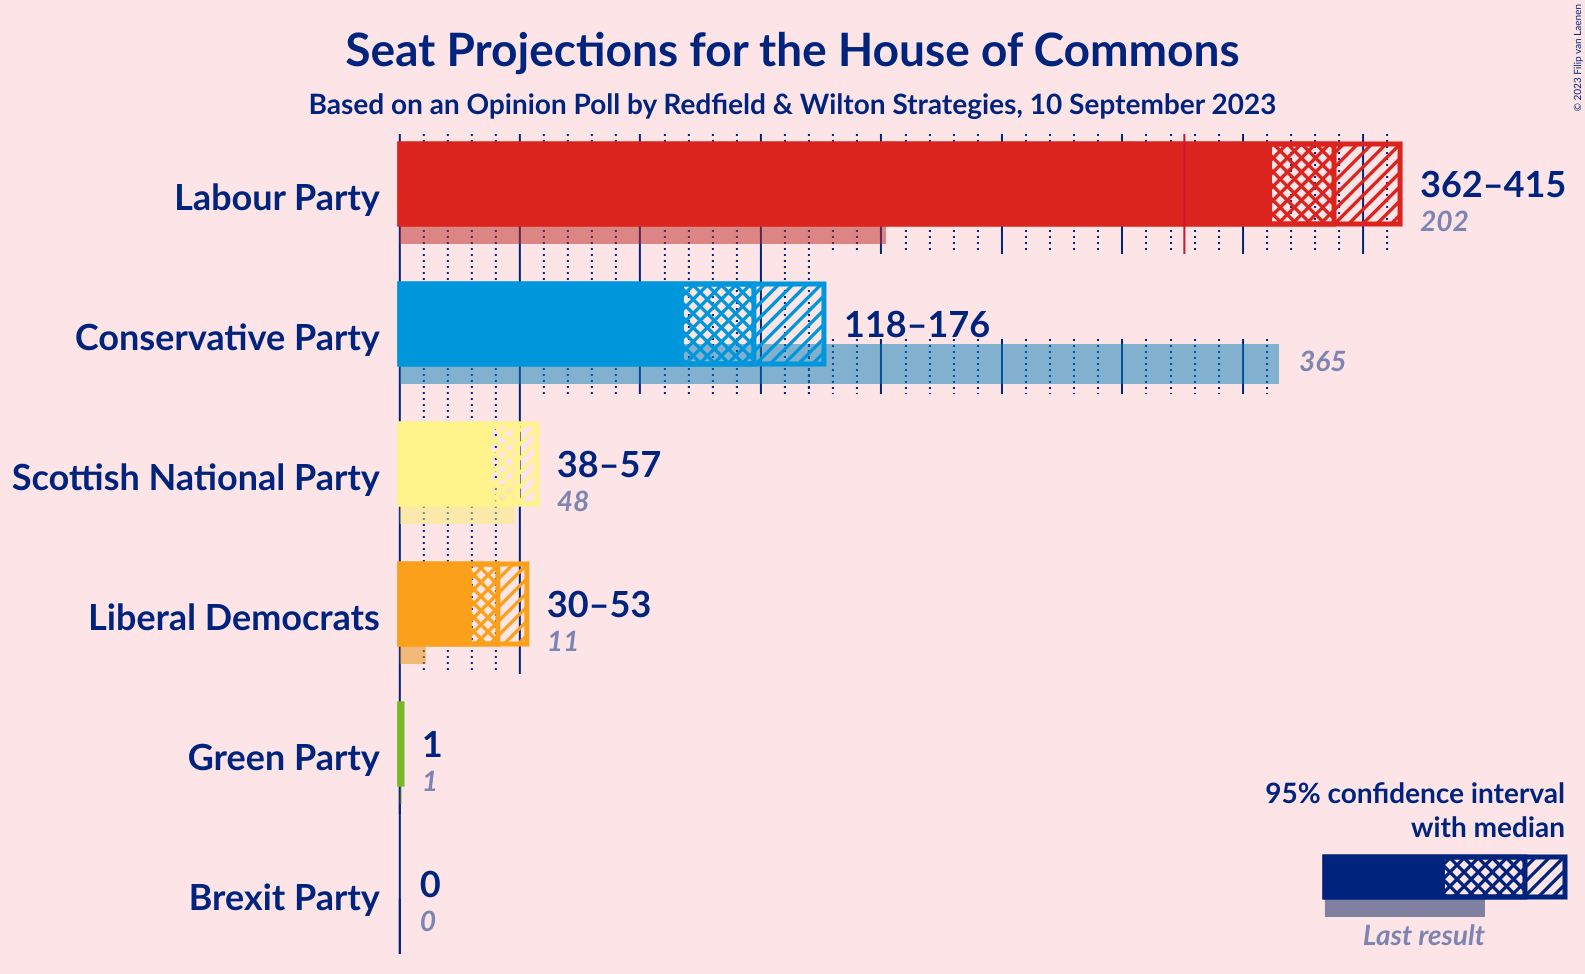 Seat Projections for the House of Commons
Based on an Opinion Poll by Redfield & Wilton Strategies, 10 September 2023
© 2023 Filip van Laenen
Labour Party
362–415
202
Conservative Party
118–176
365
Scottish National Party
38–57
48
Liberal Democrats
30–53
11
Green Party
1
1
Brexit Party
0
0
95% confidence interval
with median
Last result